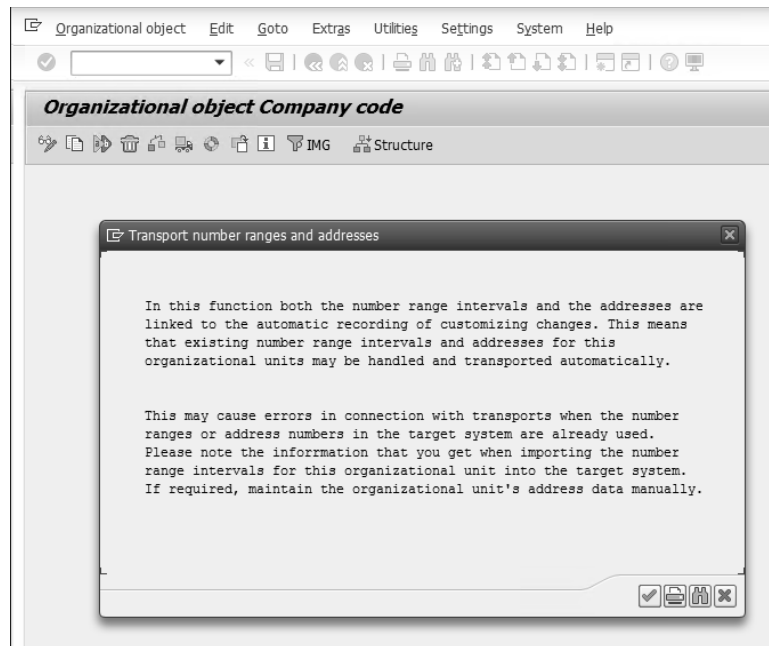 Organizational object Edit Goto Extras Utilities Settings System Help
Organizational object Company code
IMG Structure
Transport number ranges and addresses
In this function both the number range intervals and the addresses are
linked to the automatic recording of customizing changes. This means
that existing number range intervals and addresses for this
organizational units may be handled and transported automatically.
This may cause errors in connection with transports when the number
ranges or address numbers in the target system are already used.
Please note the inforrmation that you get when importing the number
range intervals for this organizational unit into the target system.
If required, maintain the organizational unit's address data manually.